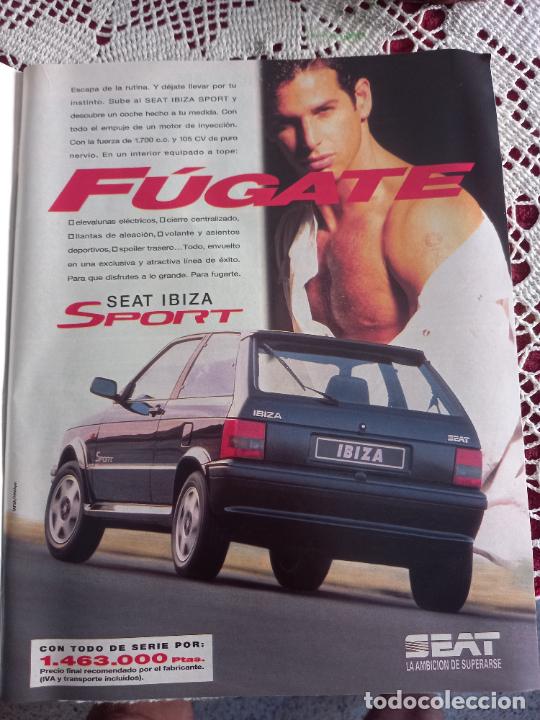 Escapa de la rutina. Y déjate llevar por tu
instinto. Sube al SEAT IBIZA SPORT y
descubre un coche hecho a tu medida. Con
todo el empuje de un motor de inyección.
Con la fuerza de 1.700 c.c. y 105 CV de puro
nervio. En un interior equipado a tope:
FÚGATE
elevalunas eléctricos, cierre centralizado,
llantas de aleación, volante y asientos
deportivos, spoiler trasero... Todo, envuelto
en una exclusiva y atractiva línea de éxito.
Para que disfrutes a lo grande. Para fugarte.
SEAT IBIZA
SPORT
IBIZA
SEAT
IBIZA
SPORT
CON TODO DE SERIE POR:
1.463.000 Ptas.
Precio final recomendado por el fabricante.
(IVA y transporte incluidos).
SEAT
LA AMBICION DE SUPERARSE
todocoleccion
todocoleccion.net